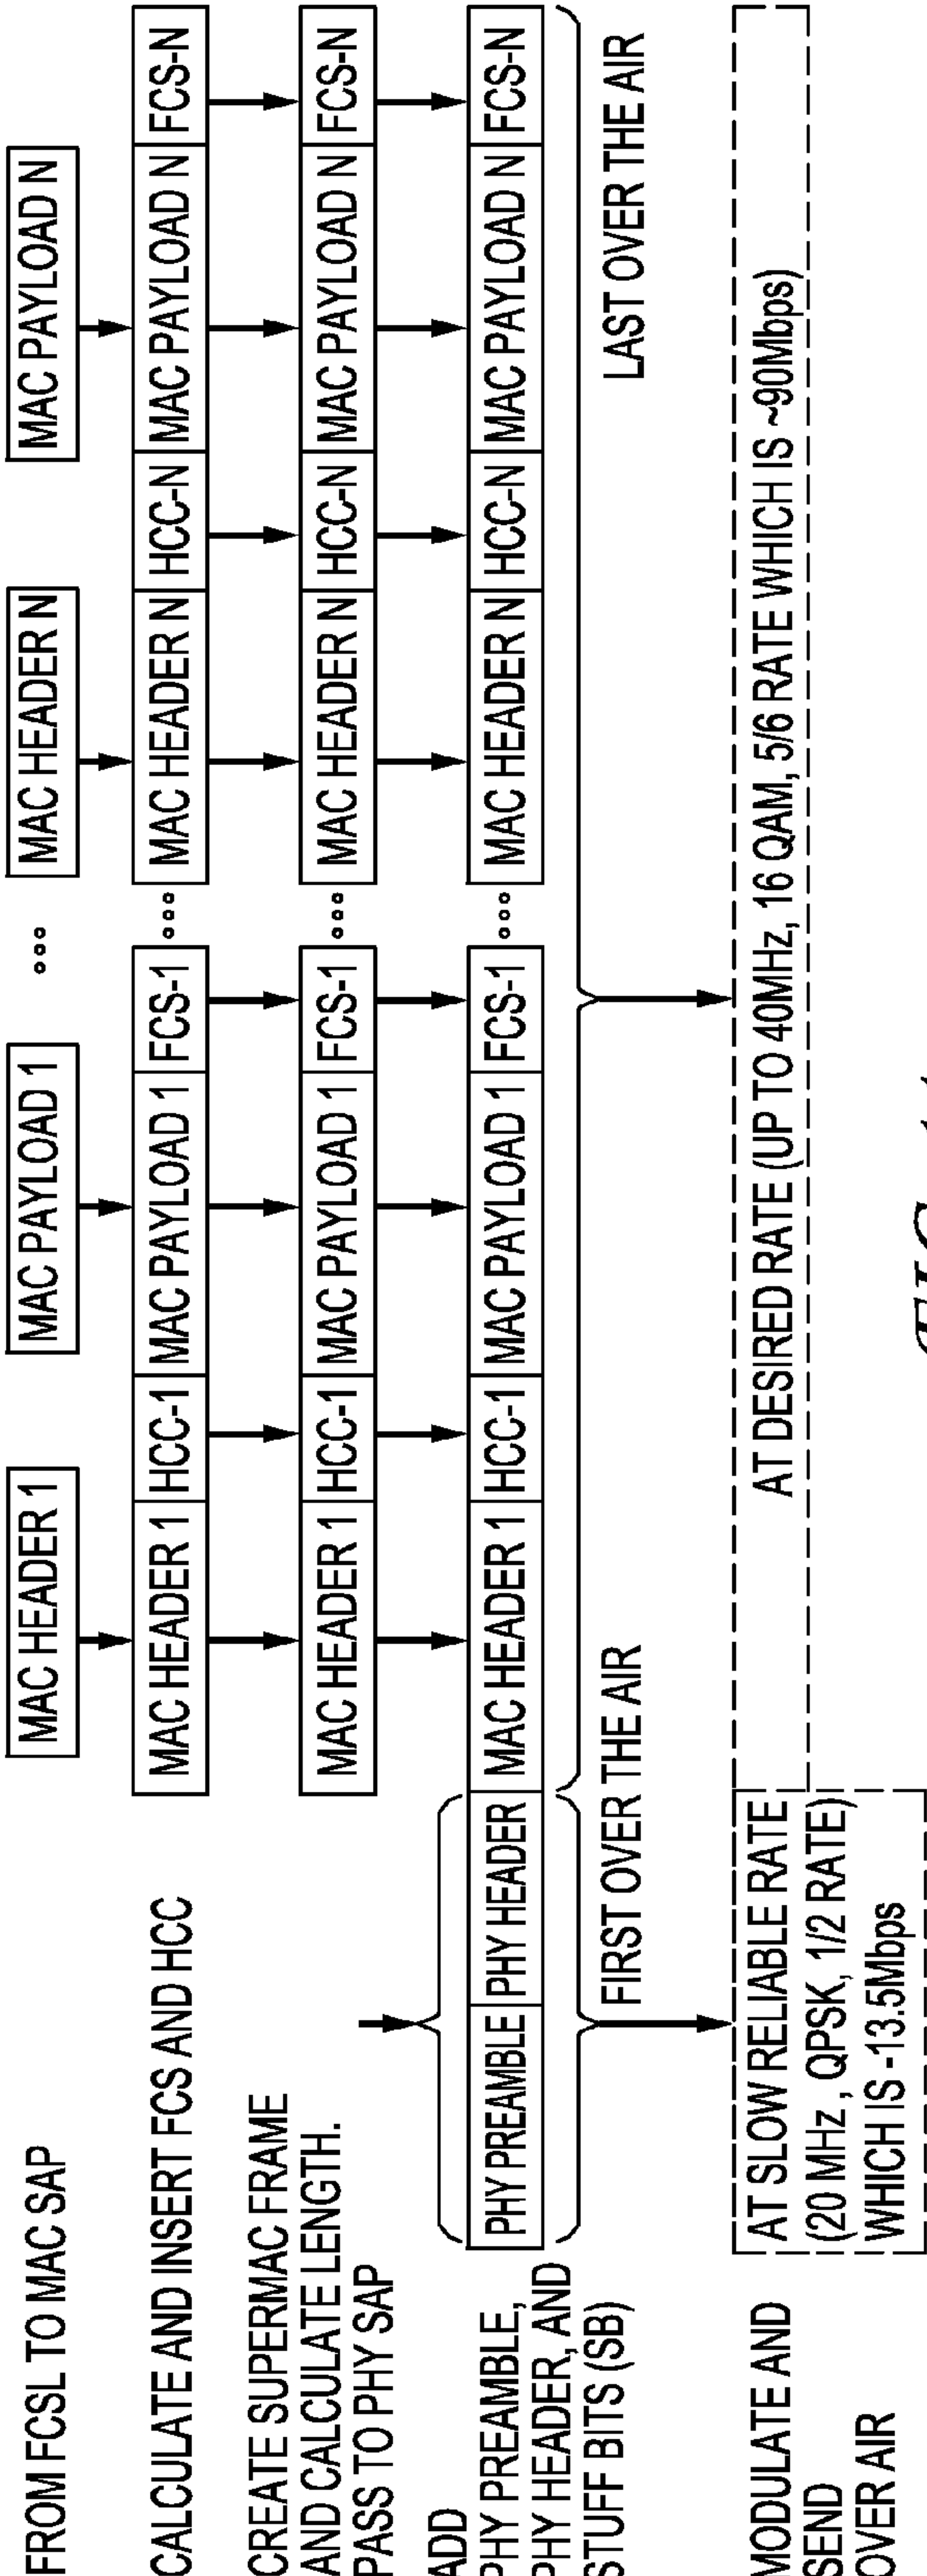 FROM FCSL TO MAC SAP
MAC HEADER 1
MAC PAYLOAD 1
MAC HEADER N
MAC PAYLOAD N
CALCULATE AND INSERT FCS AND HCC
MAC HEADER 1
HCC-1
MAC PAYLOAD 1
FCS-1
MAC HEADER N
HCC-N
MAC PAYLOAD N
FCS-N
CREATE SUPERMAC FRAME
AND CALCULATE LENGTH.
PASS TO PHY SAP
MAC HEADER 1
HCC-1
MAC PAYLOAD 1
FCS-1
MAC HEADER N
HCC-N
MAC PAYLOAD N
FCS-N
ADD
PHY PREAMBLE,
PHY HEADER, AND
STUFF BITS (SB)
PHY PREAMBLE
PHY HEADER
MAC HEADER 1
HCC-1
MAC PAYLOAD 1
FCS-1
MAC HEADER N
HCC-N
MAC PAYLOAD N
FCS-N
FIRST OVER THE AIR
LAST OVER THE AIR
MODULATE AND
SEND
OVER AIR
AT SLOW RELIABLE RATE
(20 MHz , QPSK, 1/2 RATE)
WHICH IS -13.5Mbps
AT DESIRED RATE (UP TO 40MHz, 16 QAM, 5/6 RATE WHICH IS ~90Mbps)